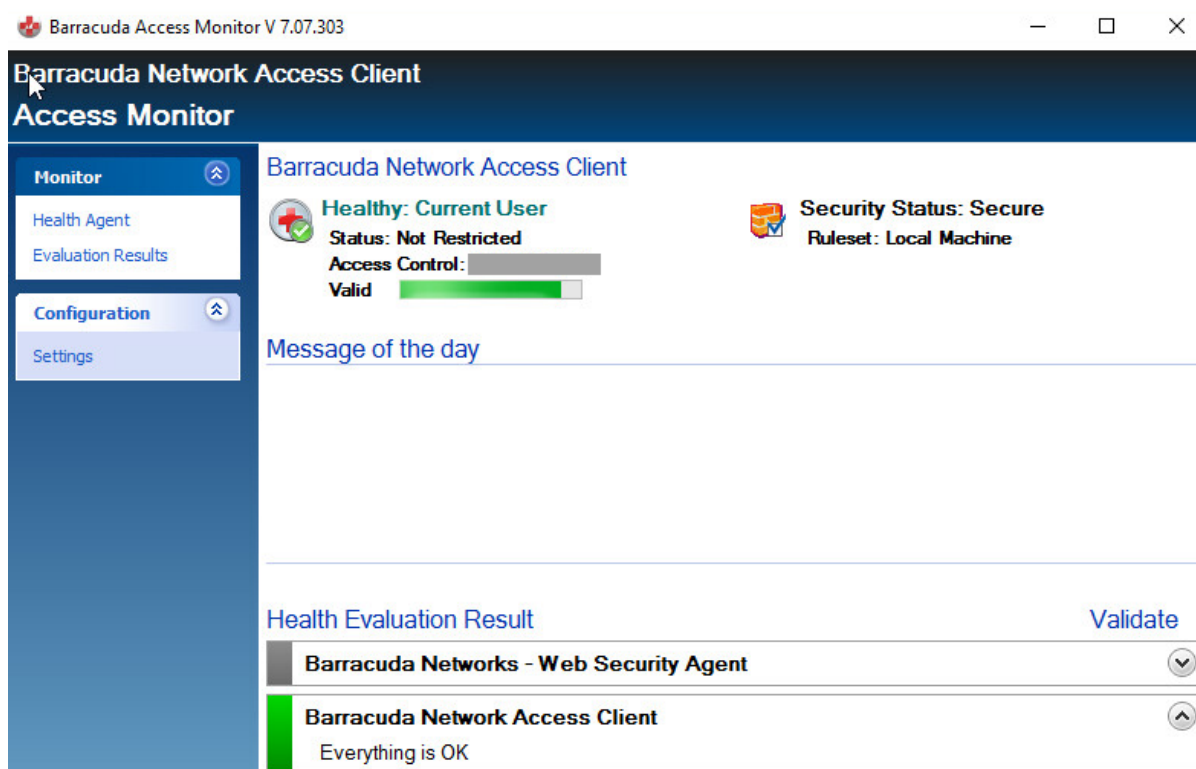 Barracuda Access Monitor V 7.07.303
Barracuda Network Access Client
Access Monitor
Monitor
Health Agent
Evaluation Results
Configuration
Settings
Barracuda Network Access Client
Healthy: Current User
Status: Not Restricted
Access Control:
Valid
Security Status: Secure
Ruleset: Local Machine
Message of the day
Health Evaluation Result
Validate
Barracuda Networks - Web Security Agent
Barracuda Network Access Client
Everything is OK